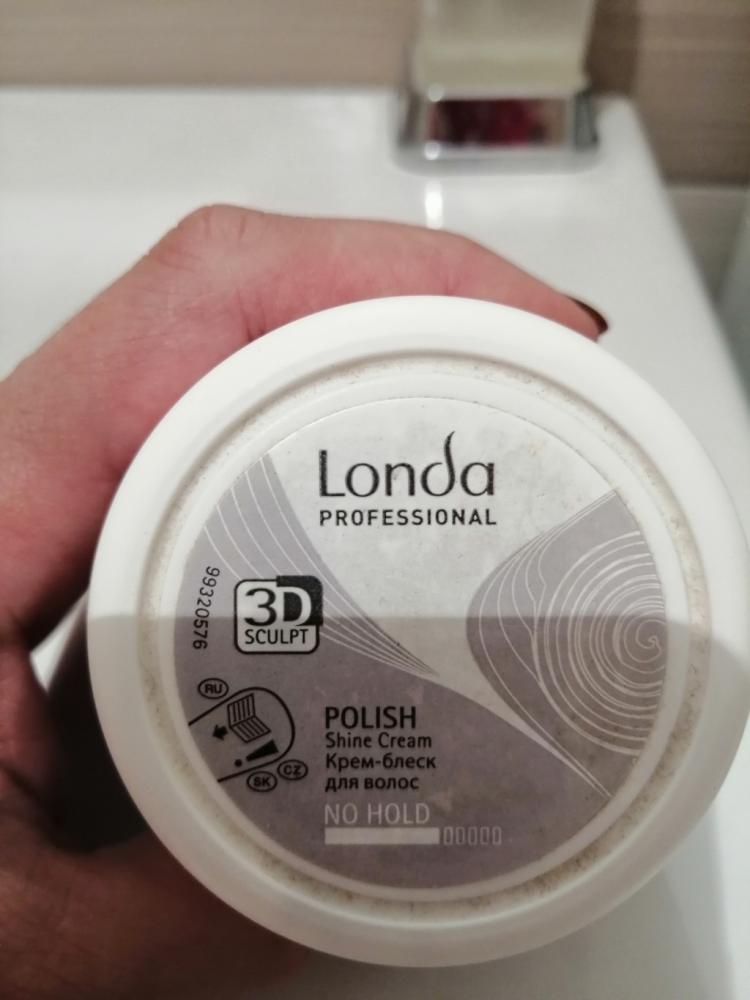 Londa
PROFESSIONAL
99320576
3D
SCULPT
RU
SK
CZ
POLISH
Shine Cream
Крем-блеск
для волос
NO HOLD